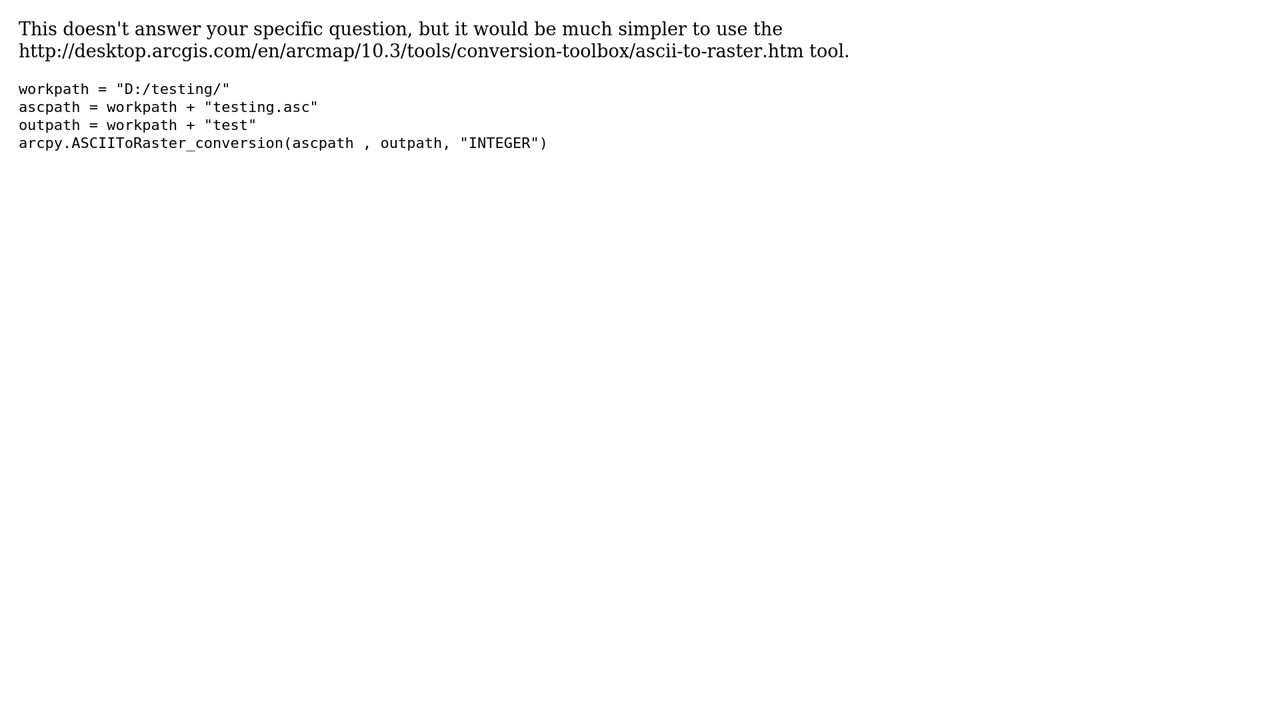 This doesn't answer your specific question, but it would be much simpler to use the
http://desktop.arcgis.com/en/arcmap/10.3/tools/conversion-toolbox/ascii-to-raster.htm tool.
workpath = "D:/testing/"
ascpath = workpath + "testing.asc"
outpath = workpath + "test"
arcpy.ASCIIToRaster_conversion(ascpath , outpath, "INTEGER")